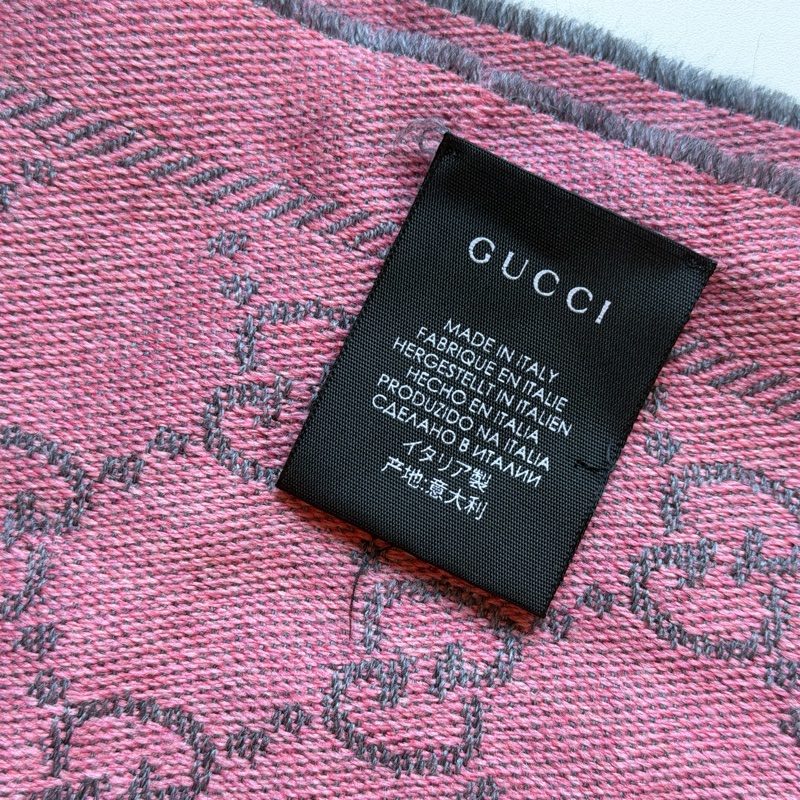 GUCCI
MADE IN ITALY
FABRIQUE EN ITALIE
HERGESTELLT IN ITALIEN
HECHO EN ITALIA
PRODUZIDO NA ITALIA
СДЕЛАНО В ИТАЛИИ
イタリア製
产地:意大利